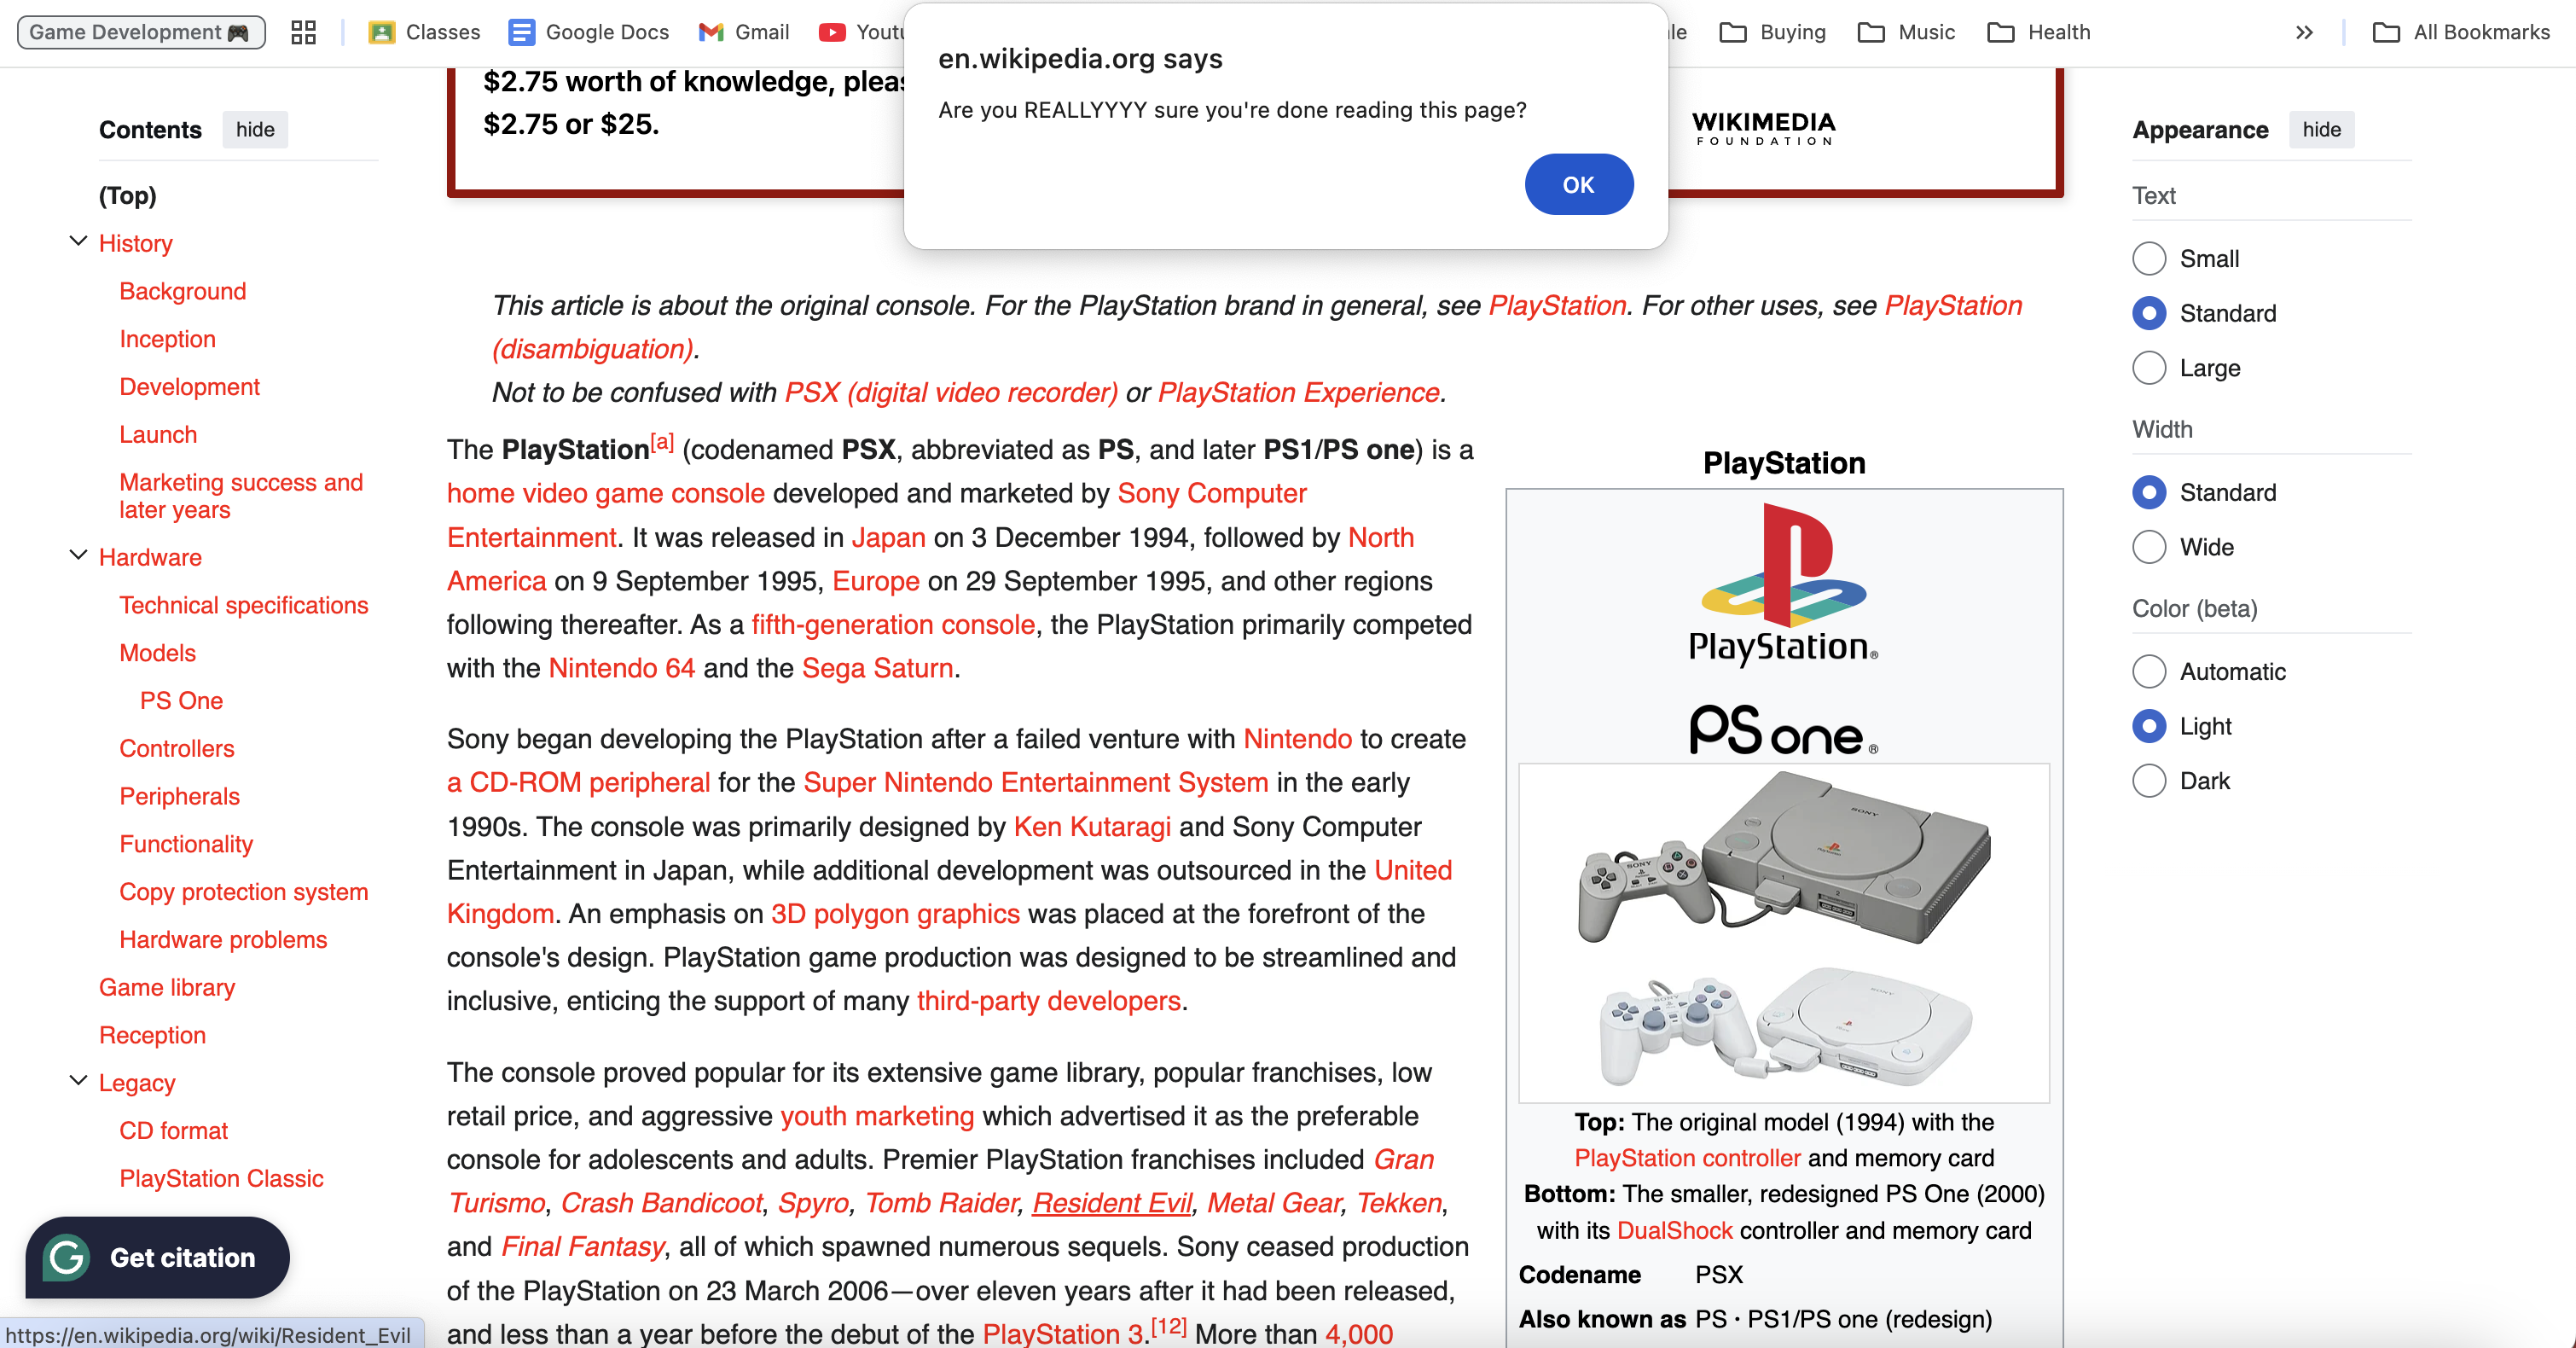 Game Development 🎮 Classes Google Docs Gmail le Buying Music Health » All Bookmarks
en.wikipedia.org says
Are you REALLYYYY sure you're done reading this page?
OK
$2.75 worth of knowledge,
$2.75 or $25.
WIKIMEDIA
FOUNDATION
Contents hide
(Top)
History
Background
Inception
Development
Launch
Marketing success and
later years
Hardware
Technical specifications
Models
PS One
Controllers
Peripherals
Functionality
Copy protection system
Hardware problems
Game library
Reception
Legacy
CD format
PlayStation Classic
Get citation
https://en.wikipedia.org/wiki/Resident_Evil
This article is about the original console. For the PlayStation brand in general, see PlayStation. For other uses, see PlayStation
(disambiguation).
Not to be confused with PSX (digital video recorder) or PlayStation Experience.
The PlayStation[a] (codenamed PSX, abbreviated as PS, and later PS1/PS one) is a
home video game console developed and marketed by Sony Computer
Entertainment. It was released in Japan on 3 December 1994, followed by North
America on 9 September 1995, Europe on 29 September 1995, and other regions
following thereafter. As a fifth-generation console, the PlayStation primarily competed
with the Nintendo 64 and the Sega Saturn.
Sony began developing the PlayStation after a failed venture with Nintendo to create
a CD-ROM peripheral for the Super Nintendo Entertainment System in the early
1990s. The console was primarily designed by Ken Kutaragi and Sony Computer
Entertainment in Japan, while additional development was outsourced in the United
Kingdom. An emphasis on 3D polygon graphics was placed at the forefront of the
console's design. PlayStation game production was designed to be streamlined and
inclusive, enticing the support of many third-party developers.
The console proved popular for its extensive game library, popular franchises, low
retail price, and aggressive youth marketing which advertised it as the preferable
console for adolescents and adults. Premier PlayStation franchises included Gran
Turismo, Crash Bandicoot, Spyro, Tomb Raider, Resident Evil, Metal Gear, Tekken,
and Final Fantasy, all of which spawned numerous sequels. Sony ceased production
of the PlayStation on 23 March 2006—over eleven years after it had been released,
and less than a year before the debut of the PlayStation 3.[12] More than 4,000
PlayStation
PlayStation®
PS one®
SONY
SONY
1 2
SONY
SONY
Top: The original model (1994) with the
PlayStation controller and memory card
Bottom: The smaller, redesigned PS One (2000)
with its DualShock controller and memory card
Codename PSX
Also known as PS · PS1/PS one (redesign)
Appearance hide
Text
Small
Standard
Large
Width
Standard
Wide
Color (beta)
Automatic
Light
Dark